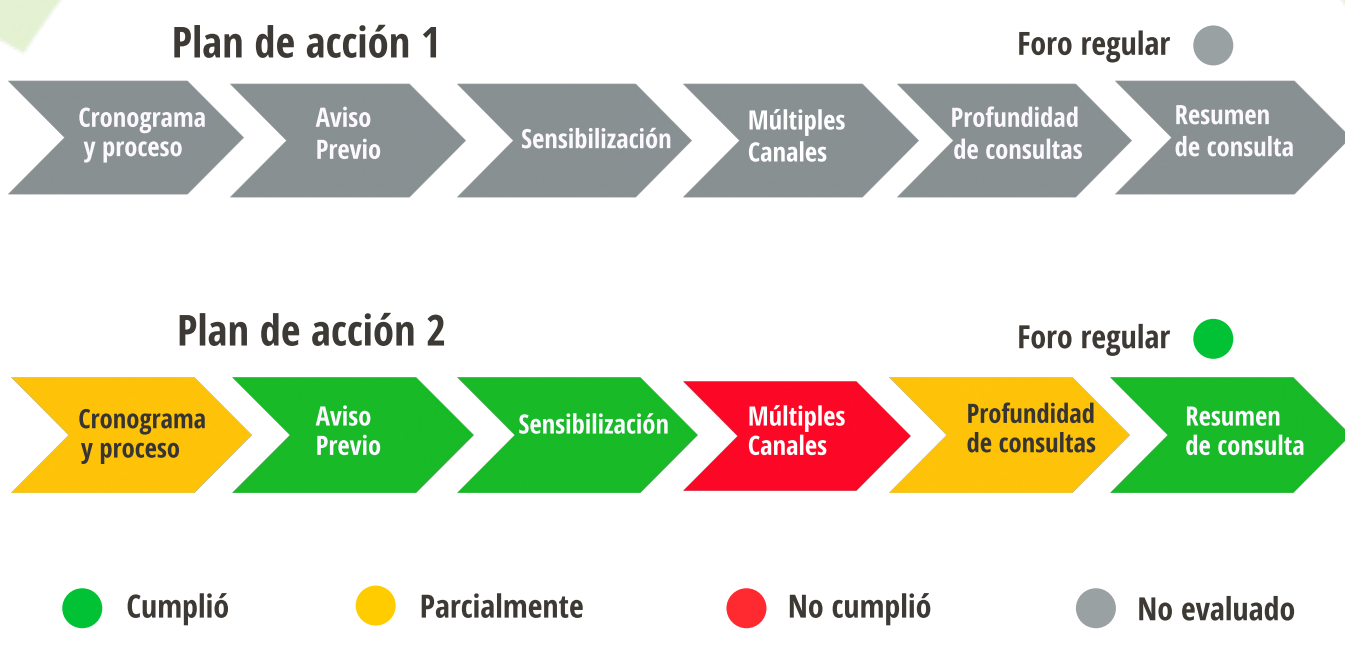 Plan de acción 1
Foro regular
Cronograma
y proceso
Aviso
Previo
Sensibilización
Múltiples
Canales
Profundidad
de consultas
Resumen
de consulta
Plan de acción 2
Foro regular
Cronograma
y proceso
Aviso
Previo
Sensibilización
Múltiples
Canales
Profundidad
de consultas
Resumen
de consulta
Cumplió
Parcialmente
No cumplió
No evaluado